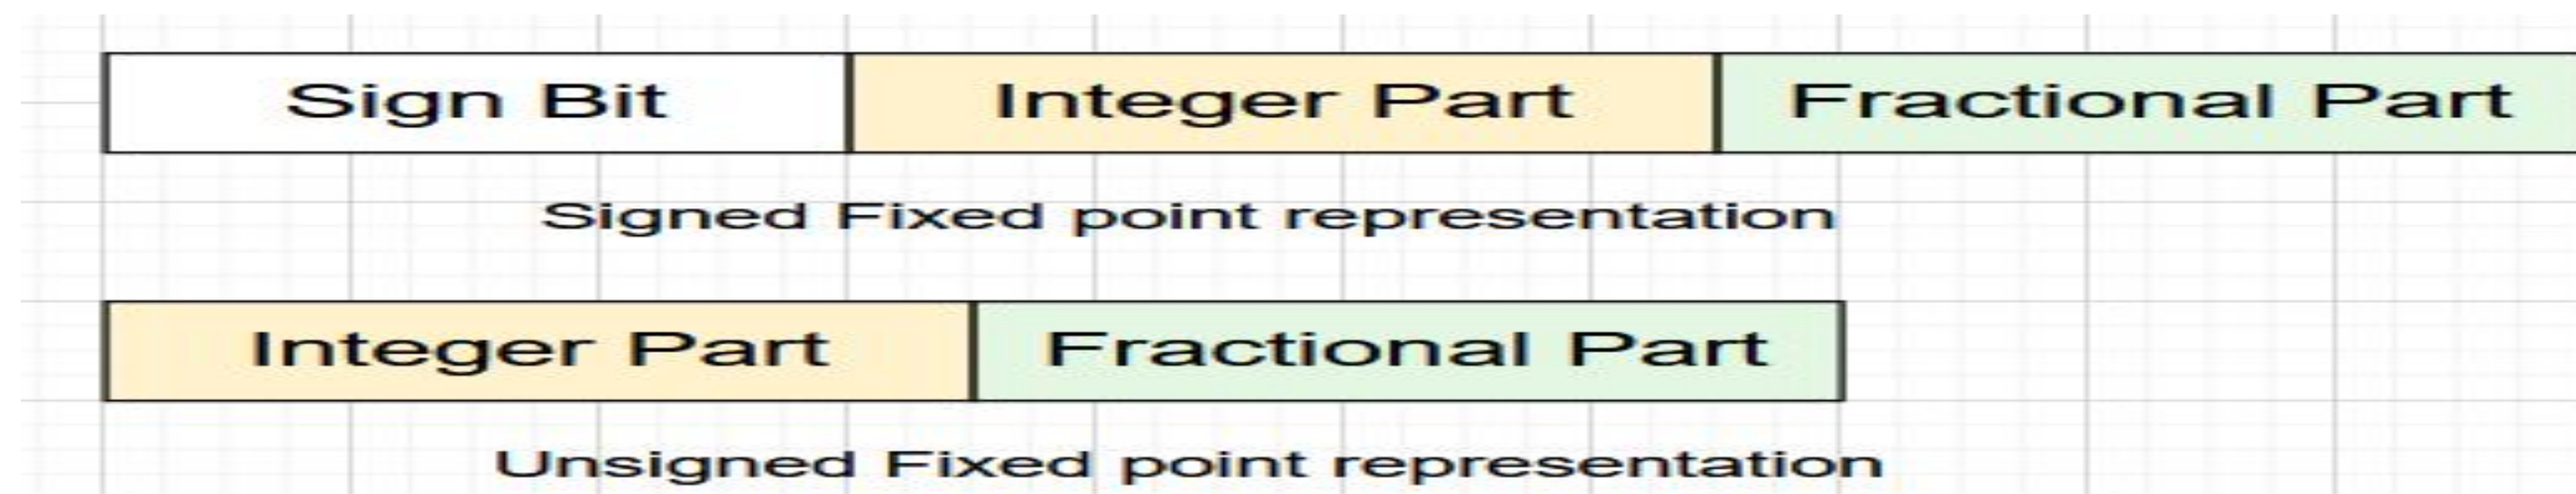 Sign Bit Integer Part Fractional Part
Signed Fixed point representation
Integer Part Fractional Part
Unsigned Fixed point representation